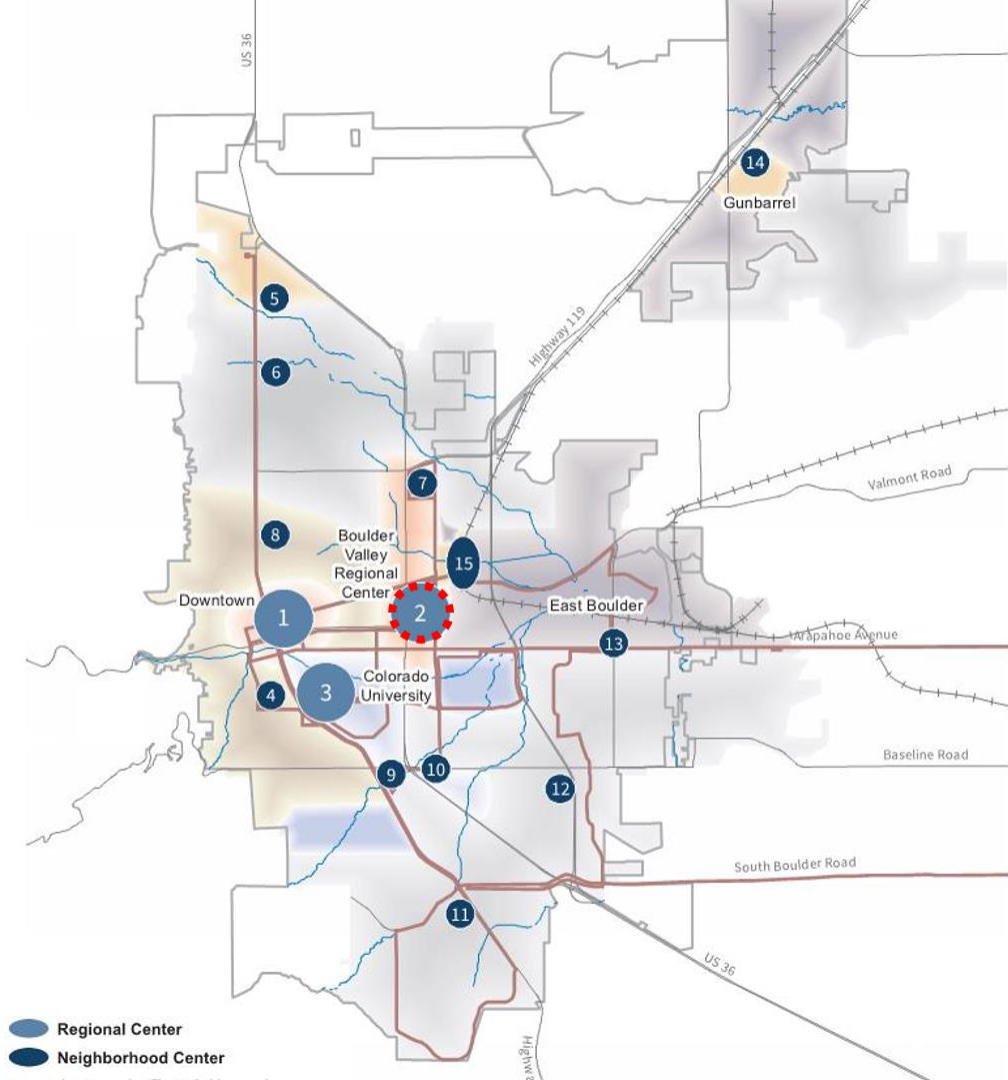 US 36
14
Gunbarrel
5
Highway 119
6
Valmont Road
7
8
Boulder
Valley
Regional
Center
15
Downtown
1
2
East Boulder
13
Arapahoe Avenue
Colorado
University
3
4
Baseline Road
9
10
12
South Boulder Road
11
US 36
Regional Center
Neighborhood Center